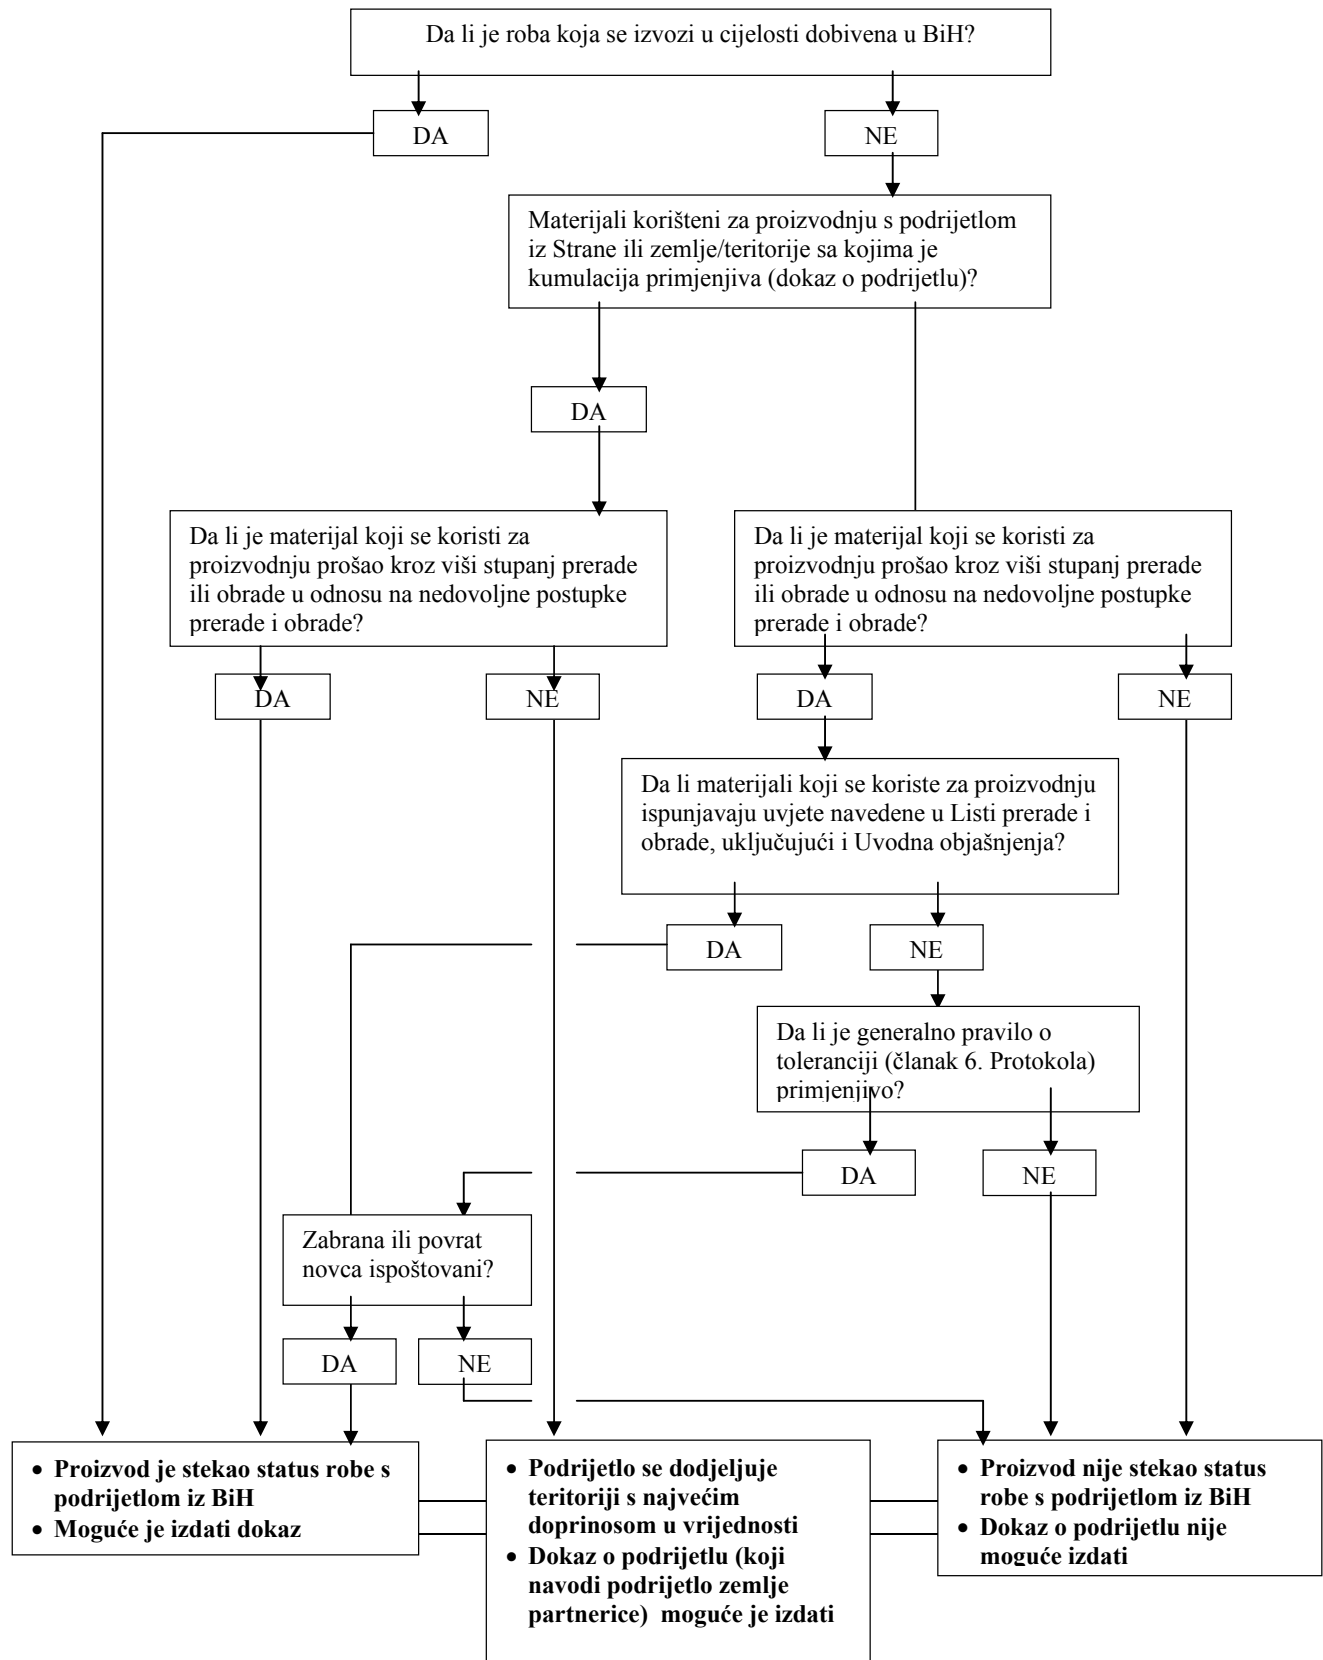 Da li je roba koja se izvozi u cijelosti dobivena u BiH?
DA
NE
Materijali korišteni za proizvodnju s podrijetlom
iz Strane ili zemlje/teritorije sa kojima je
kumulacija primjenjiva (dokaz o podrijetlu)?
DA
Da li je materijal koji se koristi za
proizvodnju prošao kroz viši stupanj prerade
ili obrade u odnosu na nedovoljne postupke
prerade i obrade?
Da li je materijal koji se koristi za
proizvodnju prošao kroz viši stupanj prerade
ili obrade u odnosu na nedovoljne postupke
prerade i obrade?
DA
NE
DA
NE
Da li materijali koji se koriste za proizvodnju
ispunjavaju uvjete navedene u Listi prerade i
obrade, uključujući i Uvodna objašnjenja?
DA
NE
Da li je generalno pravilo o
toleranciji (članak 6. Protokola)
primjenjivo?
DA
NE
Zabrana ili povrat
novca ispoštovani?
DA
NE
• Proizvod je stekao status robe s
podrijetlom iz BiH
• Moguće je izdati dokaz
• Podrijetlo se dodjeljuje
teritoriji s najvećim
doprinosom u vrijednosti
• Dokaz o podrijetlu (koji
navodi podrijetlo zemlje
partnerice) moguće je izdati
• Proizvod nije stekao status
robe s podrijetlom iz BiH
• Dokaz o podrijetlu nije
moguće izdati